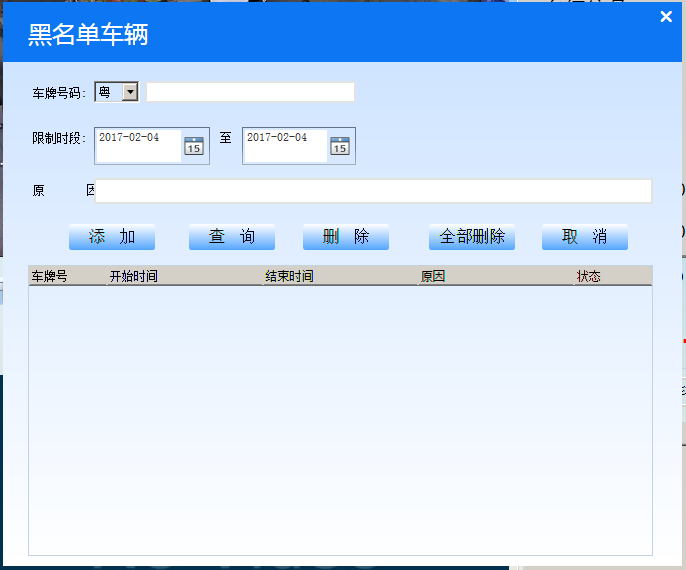 黑名单车辆
车牌号码: 粤
限制时段: 2017-02-04 15 至 2017-02-04 15
原 因
添 加 查 询 删 除 全部删除 取 消
车牌号 开始时间 结束时间 原因 状态